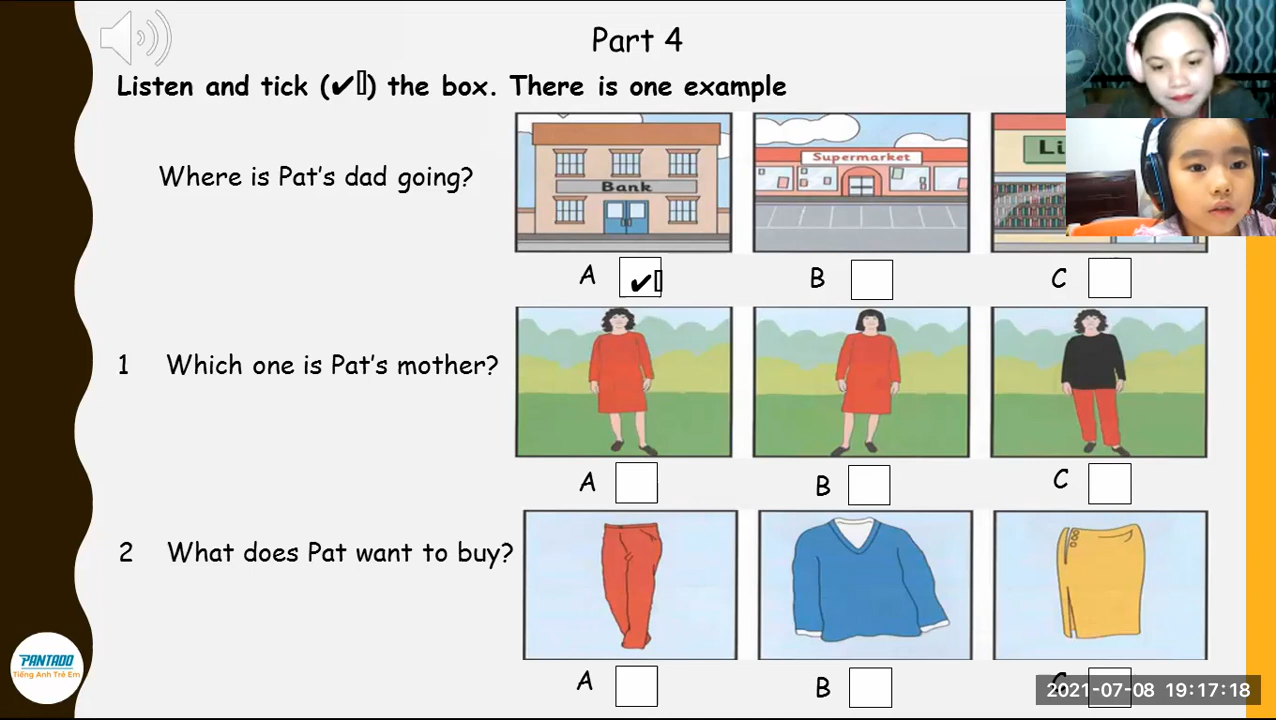 Part 4
Listen and tick (✔▯) the box. There is one example
Where is Pat's dad going?
Bank
Supermarket
Li
A ✔▯
B
C
1 Which one is Pat's mother?
A
B
C
2 What does Pat want to buy?
A
B
C
PANTADO
Tiếng Anh Trẻ Em
2021-07-08 19:17:18